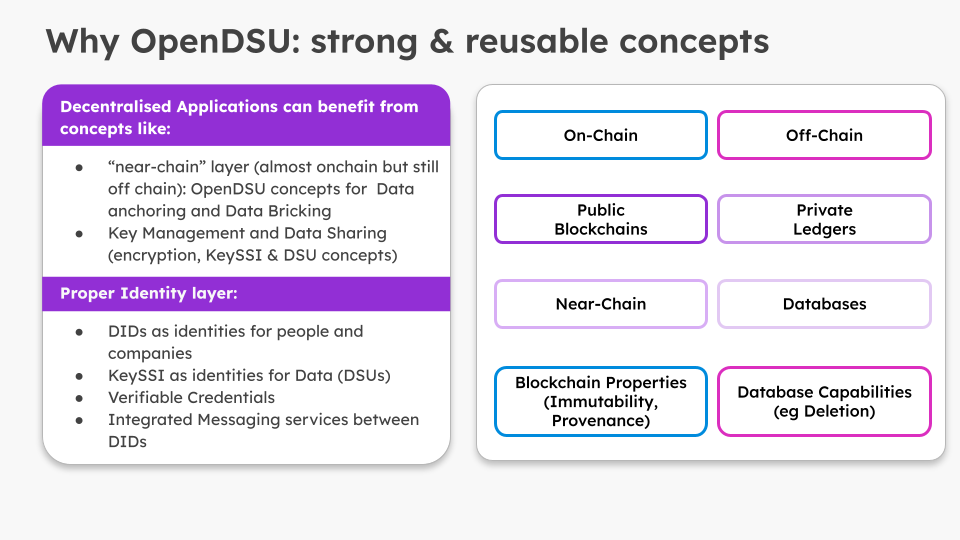 Why OpenDSU: strong & reusable concepts
Decentralised Applications can benefit from
concepts like:
● “near-chain” layer (almost onchain but still
off chain): OpenDSU concepts for  Data
anchoring and Data Bricking
● Key Management and Data Sharing
(encryption, KeySSI & DSU concepts)
Proper Identity layer:
● DIDs as identities for people and
companies
● KeySSI as identities for Data (DSUs)
● Verifiable Credentials
● Integrated Messaging services between
DIDs
On-Chain
Off-Chain
Public
Blockchains
Private
Ledgers
Near-Chain
Databases
Blockchain Properties
(Immutability,
Provenance)
Database Capabilities
(eg Deletion)